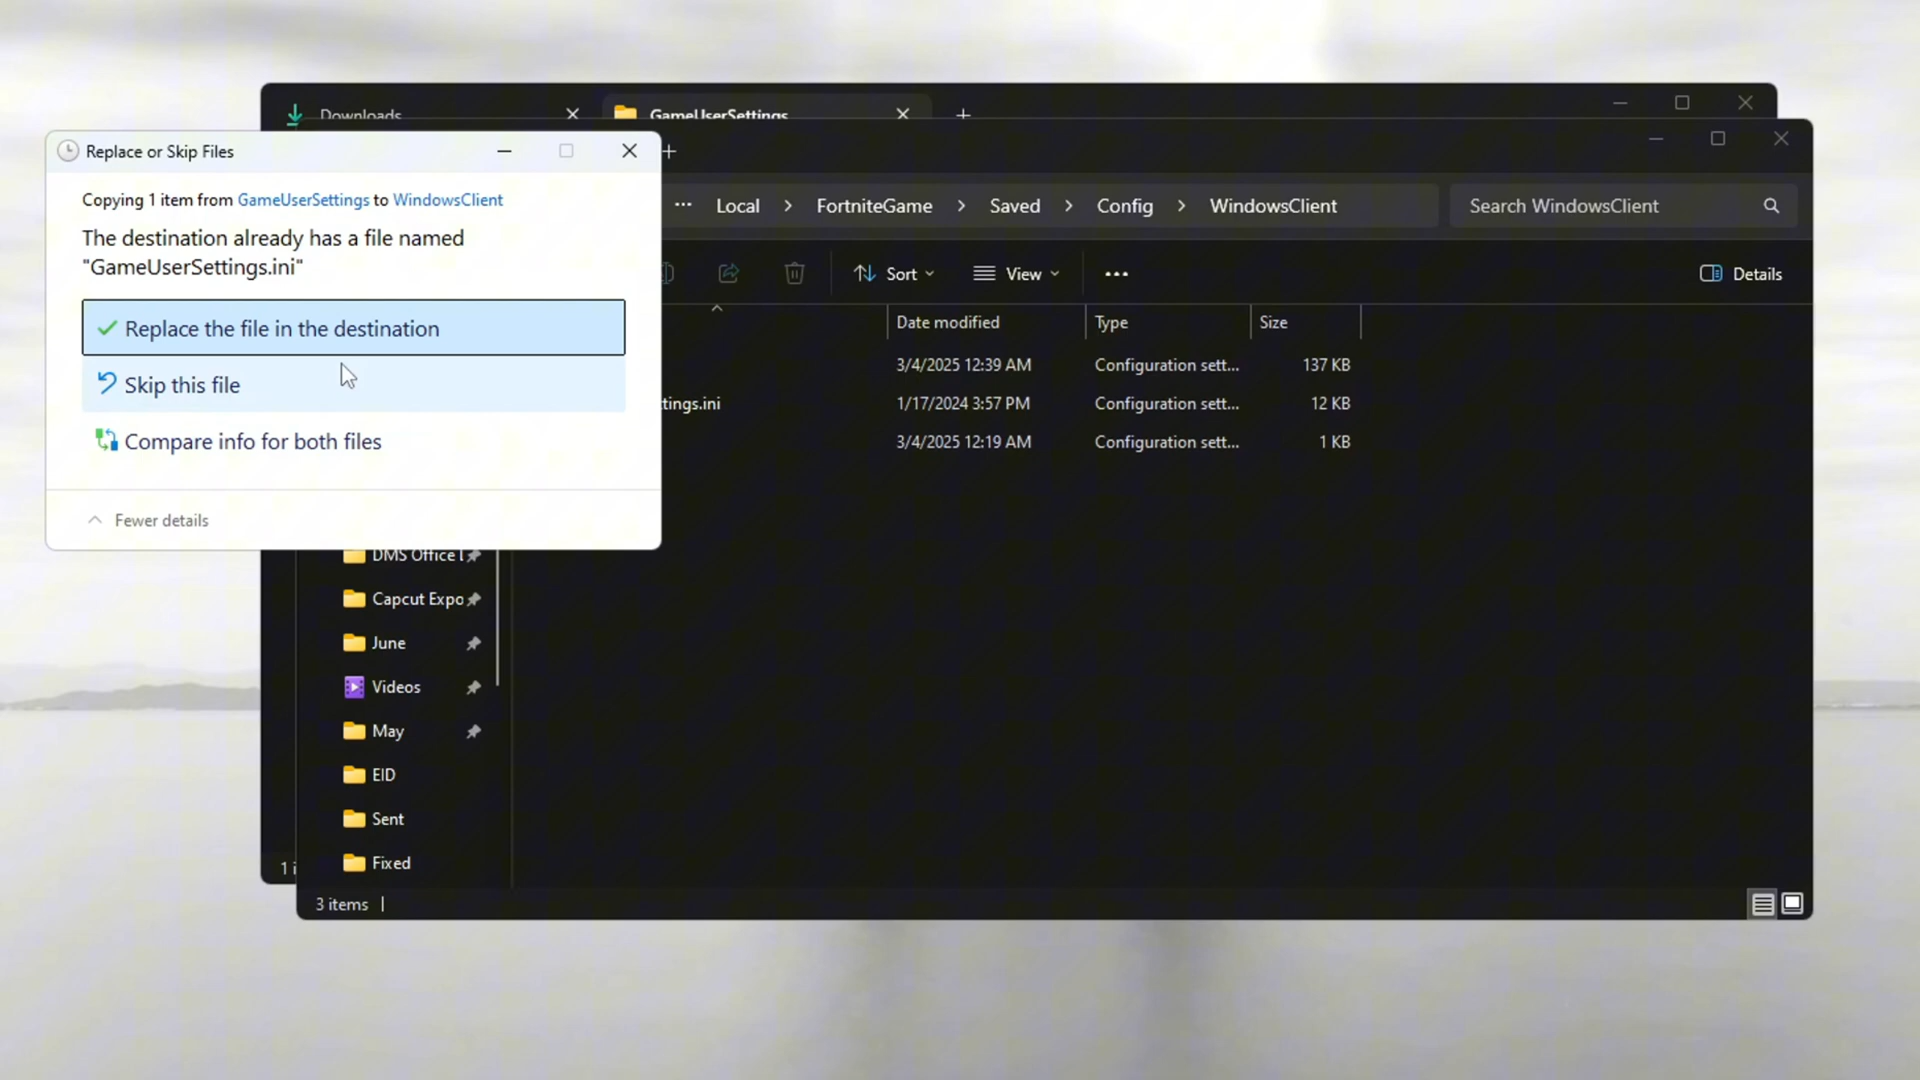 Downloads
GameUserSettings
Replace or Skip Files
Copying 1 item from GameUserSettings to WindowsClient
The destination already has a file named
"GameUserSettings.ini"
Replace the file in the destination
Skip this file
Compare info for both files
Fewer details
... Local > FortniteGame > Saved > Config > WindowsClient
Search WindowsClient
Sort
View
...
Details
Date modified Type Size
3/4/2025 12:39 AM Configuration sett... 137 KB
tings.ini 1/17/2024 3:57 PM Configuration sett... 12 KB
3/4/2025 12:19 AM Configuration sett... 1 KB
DMS Office
Capcut Expo
June
Videos
May
EID
Sent
Fixed
1 i
3 items